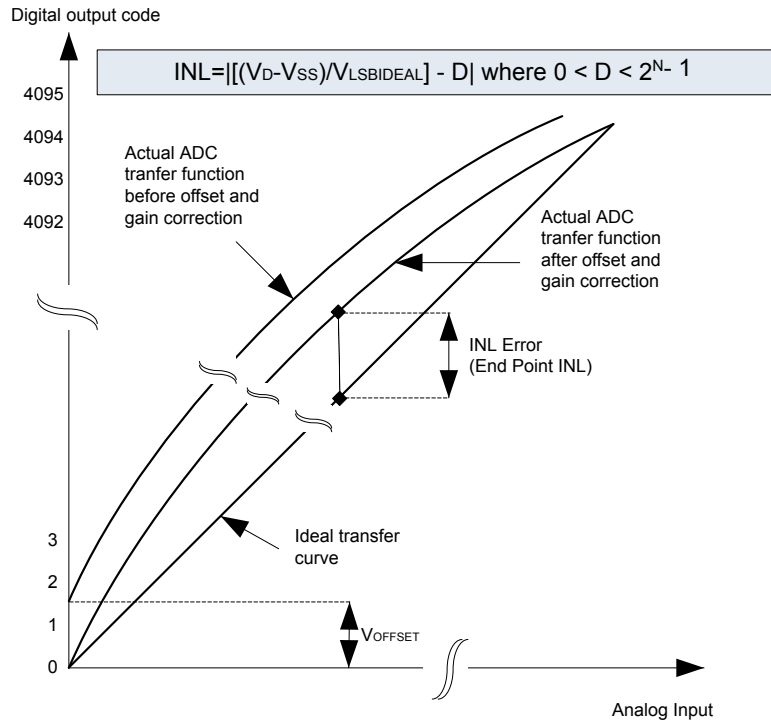 Digital output code
INL=|[(VD-VSS)/VLSBIDEAL] - D| where 0 < D < 2^N- 1
4095
4094
4093
4092
Actual ADC
tranfer function
before offset and
gain correction
Actual ADC
tranfer function
after offset and
gain correction
INL Error
(End Point INL)
Ideal transfer
curve
3
2
1
0
VOFFSET
Analog Input